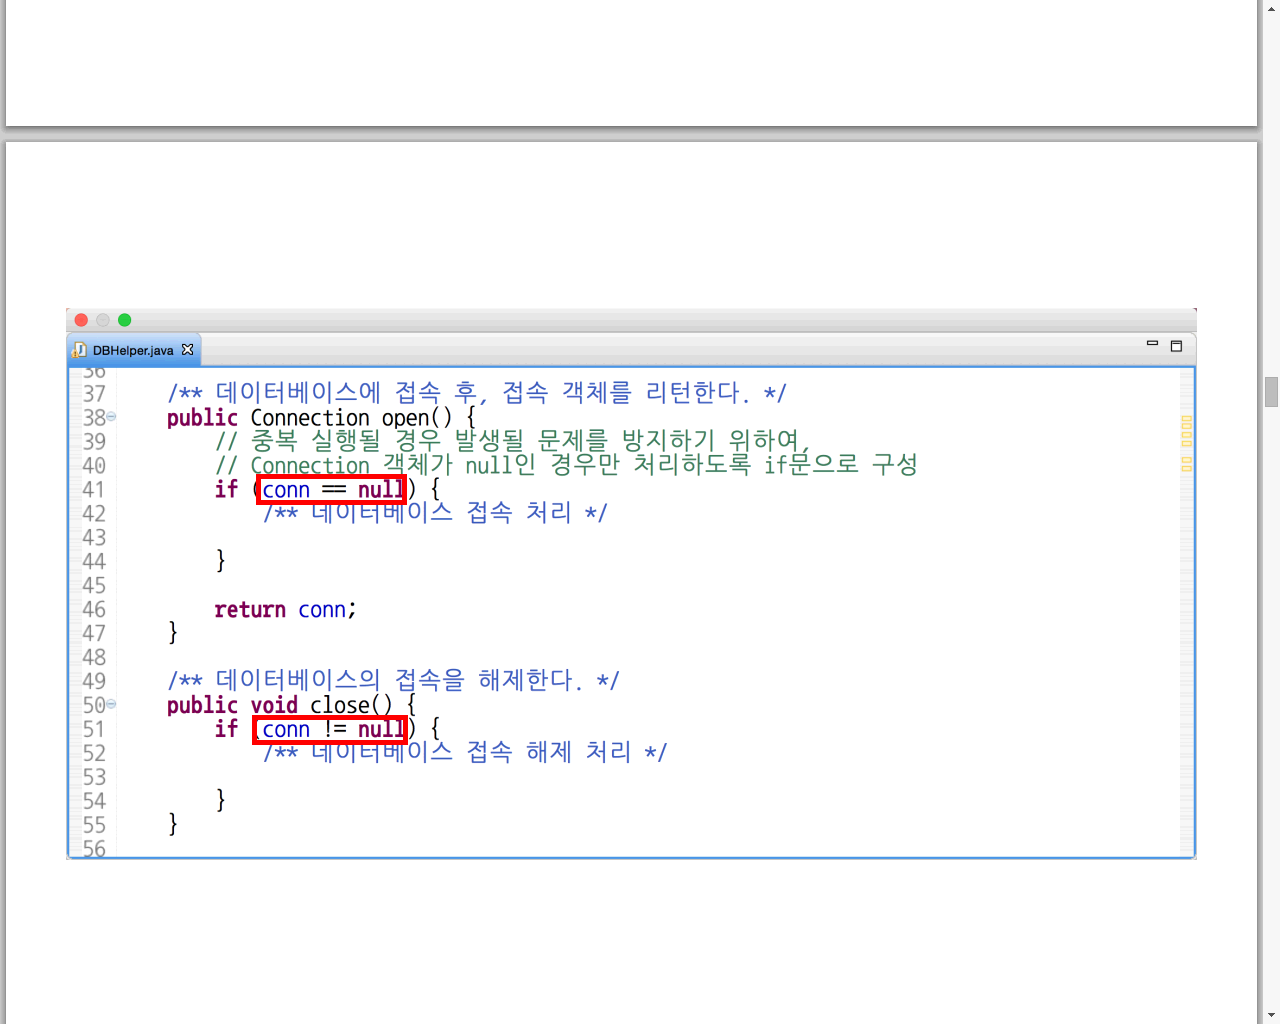 DBHelper.java
36
37 /** 데이터베이스에 접속 후, 접속 객체를 리턴한다. */
38 public Connection open() {
39 // 중복 실행될 경우 발생될 문제를 방지하기 위하여,
40 // Connection 객체가 null인 경우만 처리하도록 if문으로 구성
41 if (conn == null) {
42 /** 데이터베이스 접속 처리 */
43
44 }
45
46 return conn;
47 }
48
49 /** 데이터베이스의 접속을 해제한다. */
50 public void close() {
51 if (conn != null) {
52 /** 데이터베이스 접속 해제 처리 */
53
54 }
55 }
56